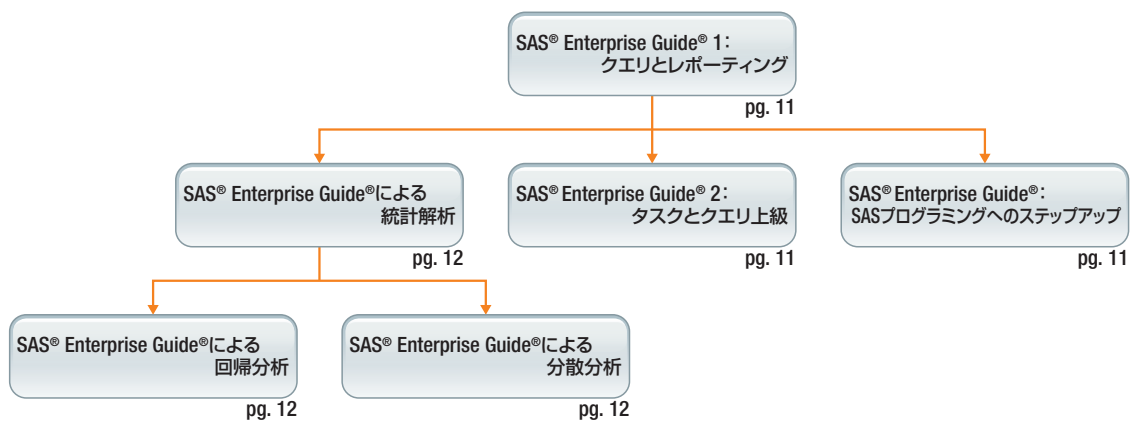 SAS® Enterprise Guide® 1：
クエリとレポーティング
pg. 11
SAS® Enterprise Guide®による
統計解析
pg. 12
SAS® Enterprise Guide® 2：
タスクとクエリ上級
pg. 11
SAS® Enterprise Guide®：
SASプログラミングへのステップアップ
pg. 11
SAS® Enterprise Guide®による
回帰分析
pg. 12
SAS® Enterprise Guide®による
分散分析
pg. 12